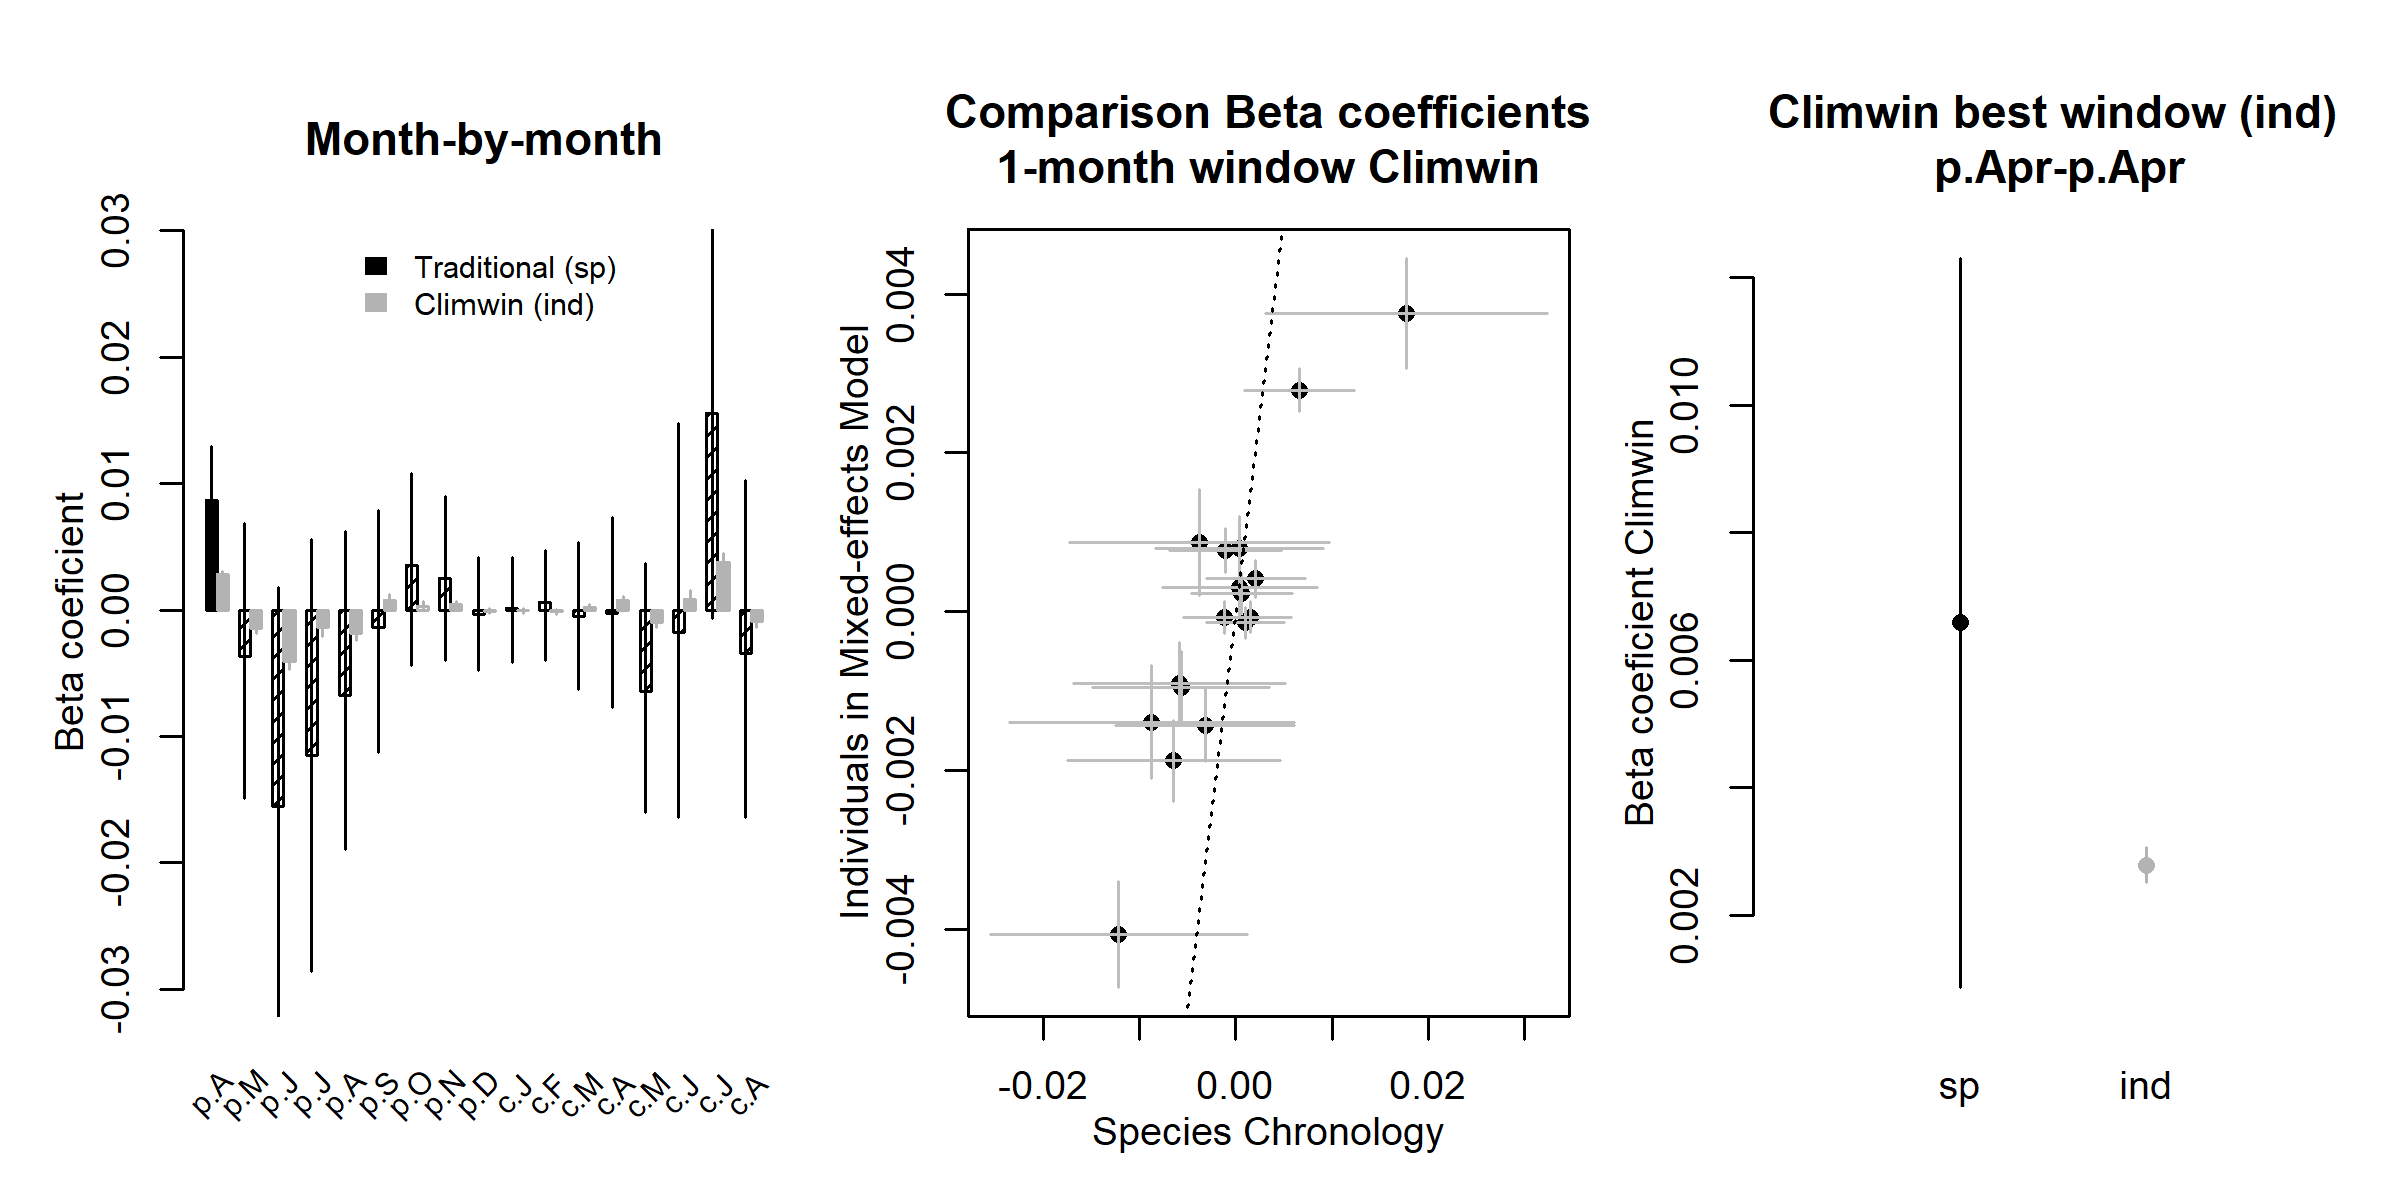 Month-by-month
Beta coeficient
0.03
0.02
0.01
0.00
-0.01
-0.02
-0.03
Traditional (sp)
Climwin (ind)
p.A
p.M
p.J
p.J
p.A
p.S
p.O
p.N
p.D
c.J
c.F
c.M
c.A
c.M
c.J
c.J
c.A
Comparison Beta coefficients
1-month window Climwin
Individuals in Mixed-effects Model
0.004
0.002
0.000
-0.002
-0.004
-0.02
0.00
0.02
Species Chronology
Climwin best window (ind)
p.Apr-p.Apr
Beta coeficient Climwin
0.010
0.006
0.002
sp
ind